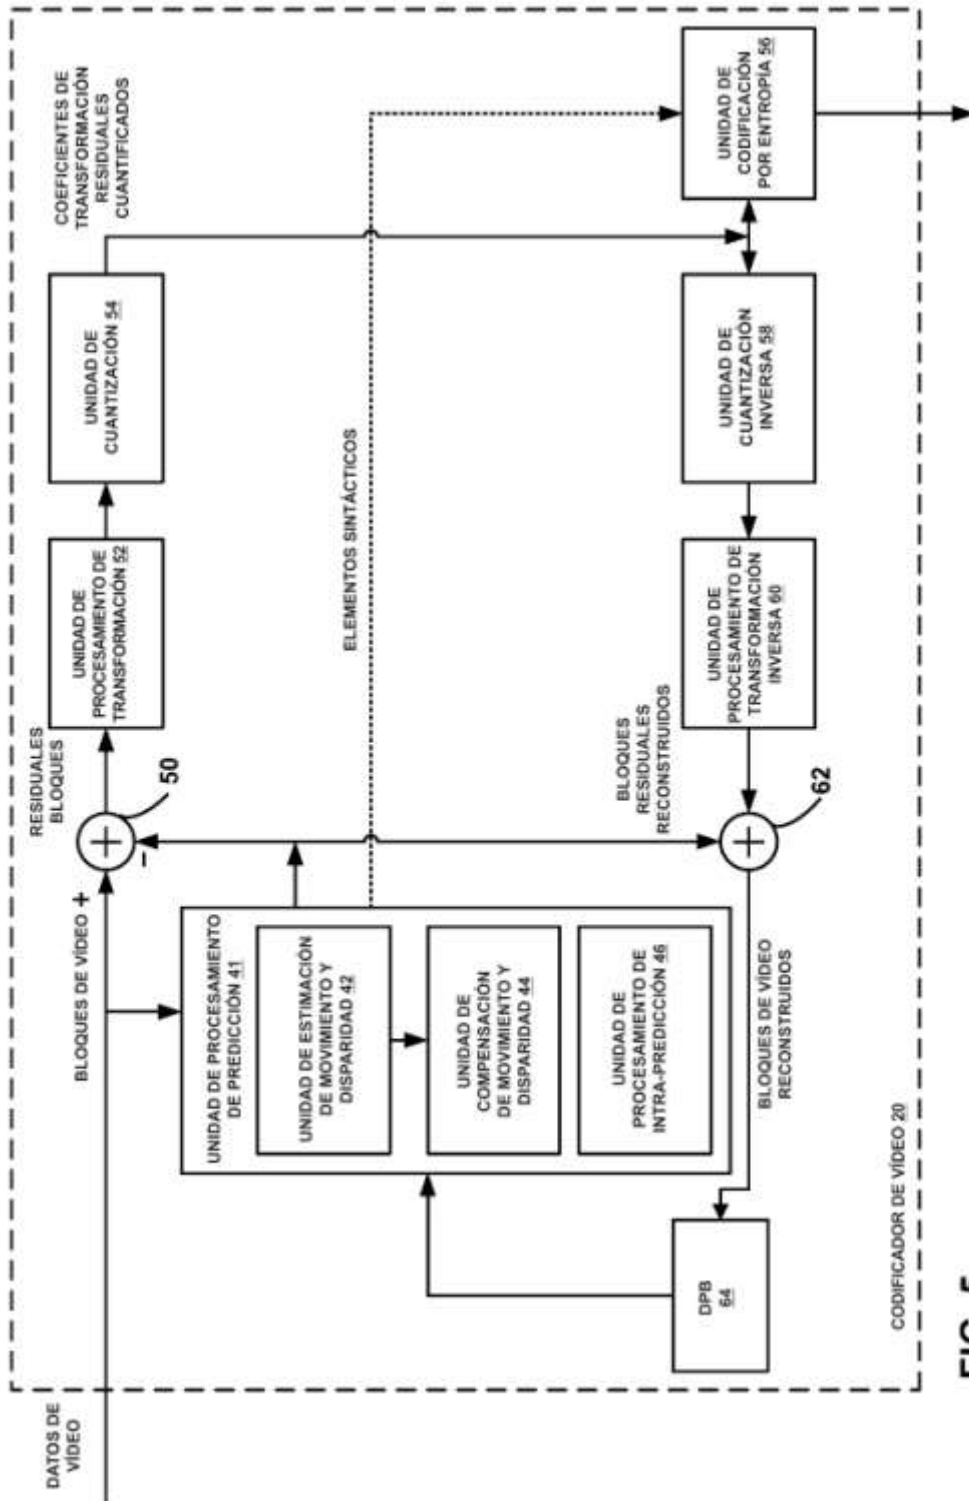 DATOS DE
VÍDEO
BLOQUES DE VÍDEO +
RESIDUALES
BLOQUES
50
–
UNIDAD DE
PROCESAMIENTO DE
TRANSFORMACIÓN 52
UNIDAD DE
CUANTIZACIÓN 54
COEFICIENTES DE
TRANSFORMACIÓN
RESIDUALES
CUANTIFICADOS
UNIDAD DE PROCESAMIENTO
DE PREDICCIÓN 41
UNIDAD DE ESTIMACIÓN
DE MOVIMIENTO Y
DISPARIDAD 42
UNIDAD DE
COMPENSACIÓN
DE MOVIMIENTO Y
DISPARIDAD 44
UNIDAD DE
PROCESAMIENTO DE
INTRA-PREDICCIÓN 46
ELEMENTOS SINTÁCTICOS
BLOQUES
RESIDUALES
RECONSTRUIDOS
DPB
64
BLOQUES DE VÍDEO
RECONSTRUIDOS
62
UNIDAD DE
PROCESAMIENTO DE
TRANSFORMACIÓN
INVERSA 60
UNIDAD DE
CUANTIZACIÓN
INVERSA 58
UNIDAD DE
CODIFICACIÓN
POR ENTROPÍA 56
CODIFICADOR DE VÍDEO 20
FIG. 5